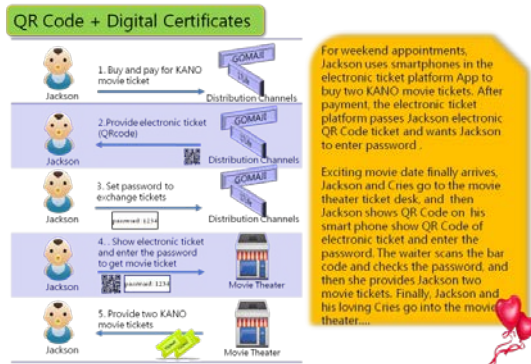 QR Code + Digital Certificates
1. Buy and pay for KANO
movie ticket
GOMAJI
Jackson
Distribution Channels
2.Provide electronic ticket
(QRcode)
GOMAJI
Jackson
Distribution Channels
3. Set password to
exchange tickets
password: 1234
GOMAJI
Jackson
Distribution Channels
4. . Show electronic ticket
and enter the password
to get movie ticket
password: 1234
Jackson
Movie Theater
5. Provide two KANO
movie tickets
Jackson
Movie Theater
For weekend appointments,
Jackson uses smartphones in the
electronic ticket platform App to
buy two KANO movie tickets. After
payment, the electronic ticket
platform passes Jackson electronic
QR Code ticket and wants Jackson
to enter password .
Exciting movie date finally arrives,
Jackson and Cries go to the movie
theater ticket desk, and then
Jackson shows QR Code on his
smart phone show QR Code of
electronic ticket and enter the
password. The waiter scans the bar
code and checks the password, and
then she provides Jackson two
movie tickets. Finally, Jackson and
his loving Cries go into the movie
theater....